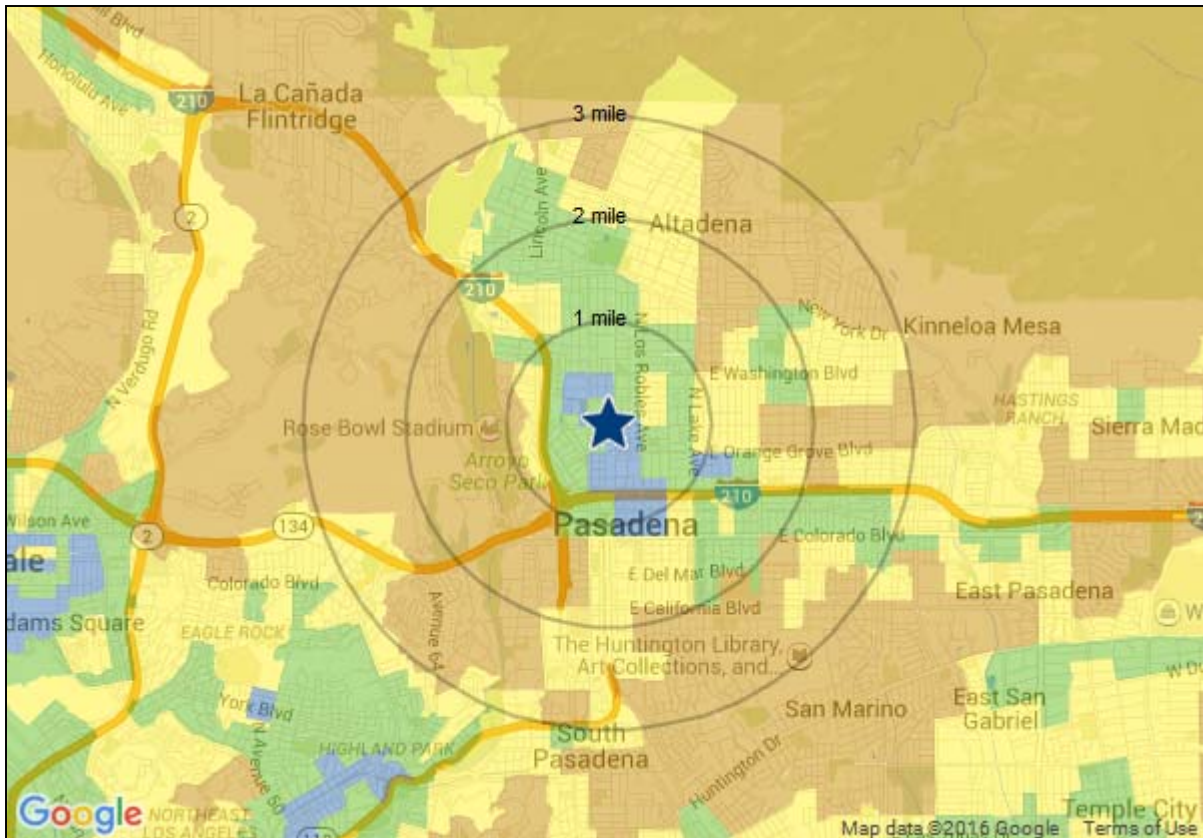 Blvd
Honolulu Ave
210
La Cañada
Flintridge
3 mile
Lincoln Ave
2 mile
Altadena
2
210
1 mile
N Los Robles Ave
New York Dr
Kinneloa Mesa
N Verdugo Rd
E Washington Blvd
HASTINGS
RANCH
Rose Bowl Stadium
N Lake Ave
Sierra Mad
Arroyo
Seco Park
E Orange Grove Blvd
210
Wilson Ave
2
134
Pasadena
E Colorado Blvd
ale
Colorado Blvd
E Del Mar Blvd
East Pasadena
E California Blvd
dams Square
Avenue 64
EAGLE ROCK
The Huntington Library,
Art Collections, and...
W
W D
York Blvd
San Marino
East San
Gabriel
N Avenue 50
HIGHLAND PARK
South
Pasadena
Huntington Dr
Google
NORTHEAST
LOS ANGELES
110
Temple City
Map data ©2016 Google
Terms of Use